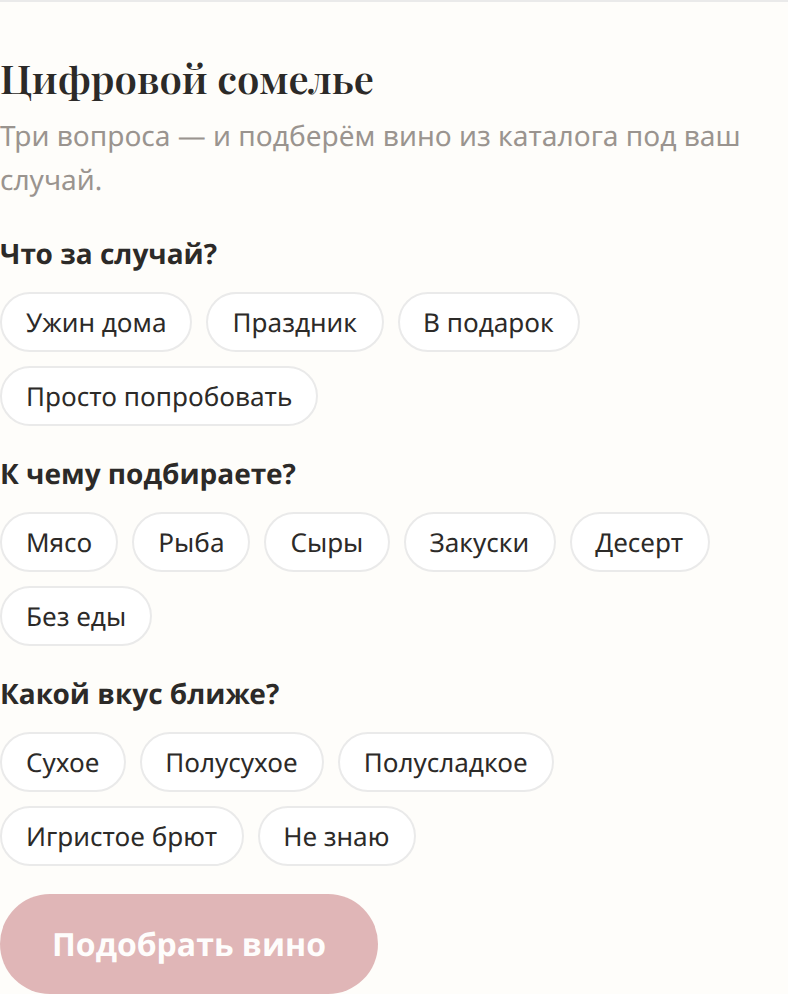 Цифровой сомелье
Три вопроса — и подберём вино из каталога под ваш
случай.
Что за случай?
Ужин дома Праздник В подарок
Просто попробовать
К чему подбираете?
Мясо Рыба Сыры Закуски Десерт
Без еды
Какой вкус ближе?
Сухое Полусухое Полусладкое
Игристое брют Не знаю
Подобрать вино